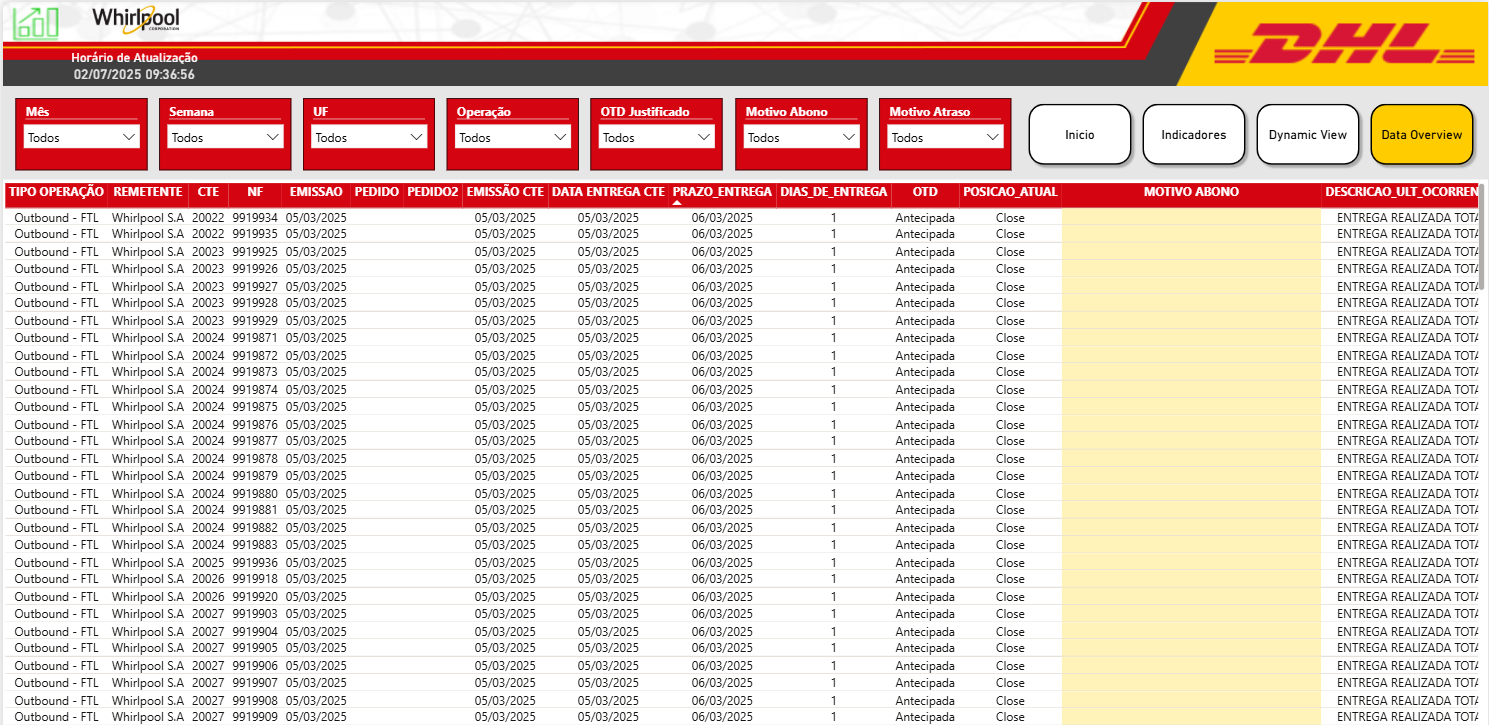 Whirlpool
CORPORATION
DHL
Horário de Atualização
02/07/2025 09:36:56
Mês Semana UF Operação OTD Justificado Motivo Abono Motivo Atraso
Todos Todos Todos Todos Todos Todos Todos Inicio Indicadores Dynamic View Data Overview
TIPO OPERAÇÃO REMETENTE CTE NF EMISSAO PEDIDO PEDIDO2 EMISSÃO CTE DATA ENTREGA CTE PRAZO_ENTREGA DIAS_DE_ENTREGA OTD POSICAO_ATUAL MOTIVO ABONO DESCRICAO_ULT_OCORREN
Outbound - FTL Whirlpool S.A 20022 9919934 05/03/2025 05/03/2025 05/03/2025 06/03/2025 1 Antecipada Close ENTREGA REALIZADA TOTA
Outbound - FTL Whirlpool S.A 20022 9919935 05/03/2025 05/03/2025 05/03/2025 06/03/2025 1 Antecipada Close ENTREGA REALIZADA TOTA
Outbound - FTL Whirlpool S.A 20023 9919925 05/03/2025 05/03/2025 05/03/2025 06/03/2025 1 Antecipada Close ENTREGA REALIZADA TOTA
Outbound - FTL Whirlpool S.A 20023 9919926 05/03/2025 05/03/2025 05/03/2025 06/03/2025 1 Antecipada Close ENTREGA REALIZADA TOTA
Outbound - FTL Whirlpool S.A 20023 9919927 05/03/2025 05/03/2025 05/03/2025 06/03/2025 1 Antecipada Close ENTREGA REALIZADA TOTA
Outbound - FTL Whirlpool S.A 20023 9919928 05/03/2025 05/03/2025 05/03/2025 06/03/2025 1 Antecipada Close ENTREGA REALIZADA TOTA
Outbound - FTL Whirlpool S.A 20023 9919929 05/03/2025 05/03/2025 05/03/2025 06/03/2025 1 Antecipada Close ENTREGA REALIZADA TOTA
Outbound - FTL Whirlpool S.A 20024 9919871 05/03/2025 05/03/2025 05/03/2025 06/03/2025 1 Antecipada Close ENTREGA REALIZADA TOTA
Outbound - FTL Whirlpool S.A 20024 9919872 05/03/2025 05/03/2025 05/03/2025 06/03/2025 1 Antecipada Close ENTREGA REALIZADA TOTA
Outbound - FTL Whirlpool S.A 20024 9919873 05/03/2025 05/03/2025 05/03/2025 06/03/2025 1 Antecipada Close ENTREGA REALIZADA TOTA
Outbound - FTL Whirlpool S.A 20024 9919874 05/03/2025 05/03/2025 05/03/2025 06/03/2025 1 Antecipada Close ENTREGA REALIZADA TOTA
Outbound - FTL Whirlpool S.A 20024 9919875 05/03/2025 05/03/2025 05/03/2025 06/03/2025 1 Antecipada Close ENTREGA REALIZADA TOTA
Outbound - FTL Whirlpool S.A 20024 9919876 05/03/2025 05/03/2025 05/03/2025 06/03/2025 1 Antecipada Close ENTREGA REALIZADA TOTA
Outbound - FTL Whirlpool S.A 20024 9919877 05/03/2025 05/03/2025 05/03/2025 06/03/2025 1 Antecipada Close ENTREGA REALIZADA TOTA
Outbound - FTL Whirlpool S.A 20024 9919878 05/03/2025 05/03/2025 05/03/2025 06/03/2025 1 Antecipada Close ENTREGA REALIZADA TOTA
Outbound - FTL Whirlpool S.A 20024 9919879 05/03/2025 05/03/2025 05/03/2025 06/03/2025 1 Antecipada Close ENTREGA REALIZADA TOTA
Outbound - FTL Whirlpool S.A 20024 9919880 05/03/2025 05/03/2025 05/03/2025 06/03/2025 1 Antecipada Close ENTREGA REALIZADA TOTA
Outbound - FTL Whirlpool S.A 20024 9919881 05/03/2025 05/03/2025 05/03/2025 06/03/2025 1 Antecipada Close ENTREGA REALIZADA TOTA
Outbound - FTL Whirlpool S.A 20024 9919882 05/03/2025 05/03/2025 05/03/2025 06/03/2025 1 Antecipada Close ENTREGA REALIZADA TOTA
Outbound - FTL Whirlpool S.A 20024 9919883 05/03/2025 05/03/2025 05/03/2025 06/03/2025 1 Antecipada Close ENTREGA REALIZADA TOTA
Outbound - FTL Whirlpool S.A 20025 9919936 05/03/2025 05/03/2025 05/03/2025 06/03/2025 1 Antecipada Close ENTREGA REALIZADA TOTA
Outbound - FTL Whirlpool S.A 20026 9919918 05/03/2025 05/03/2025 05/03/2025 06/03/2025 1 Antecipada Close ENTREGA REALIZADA TOTA
Outbound - FTL Whirlpool S.A 20026 9919920 05/03/2025 05/03/2025 05/03/2025 06/03/2025 1 Antecipada Close ENTREGA REALIZADA TOTA
Outbound - FTL Whirlpool S.A 20027 9919903 05/03/2025 05/03/2025 05/03/2025 06/03/2025 1 Antecipada Close ENTREGA REALIZADA TOTA
Outbound - FTL Whirlpool S.A 20027 9919904 05/03/2025 05/03/2025 05/03/2025 06/03/2025 1 Antecipada Close ENTREGA REALIZADA TOTA
Outbound - FTL Whirlpool S.A 20027 9919905 05/03/2025 05/03/2025 05/03/2025 06/03/2025 1 Antecipada Close ENTREGA REALIZADA TOTA
Outbound - FTL Whirlpool S.A 20027 9919906 05/03/2025 05/03/2025 05/03/2025 06/03/2025 1 Antecipada Close ENTREGA REALIZADA TOTA
Outbound - FTL Whirlpool S.A 20027 9919907 05/03/2025 05/03/2025 05/03/2025 06/03/2025 1 Antecipada Close ENTREGA REALIZADA TOTA
Outbound - FTL Whirlpool S.A 20027 9919908 05/03/2025 05/03/2025 05/03/2025 06/03/2025 1 Antecipada Close ENTREGA REALIZADA TOTA
Outbound - FTL Whirlpool S.A 20027 9919909 05/03/2025 05/03/2025 05/03/2025 06/03/2025 1 Antecipada Close ENTREGA REALIZADA TOTA